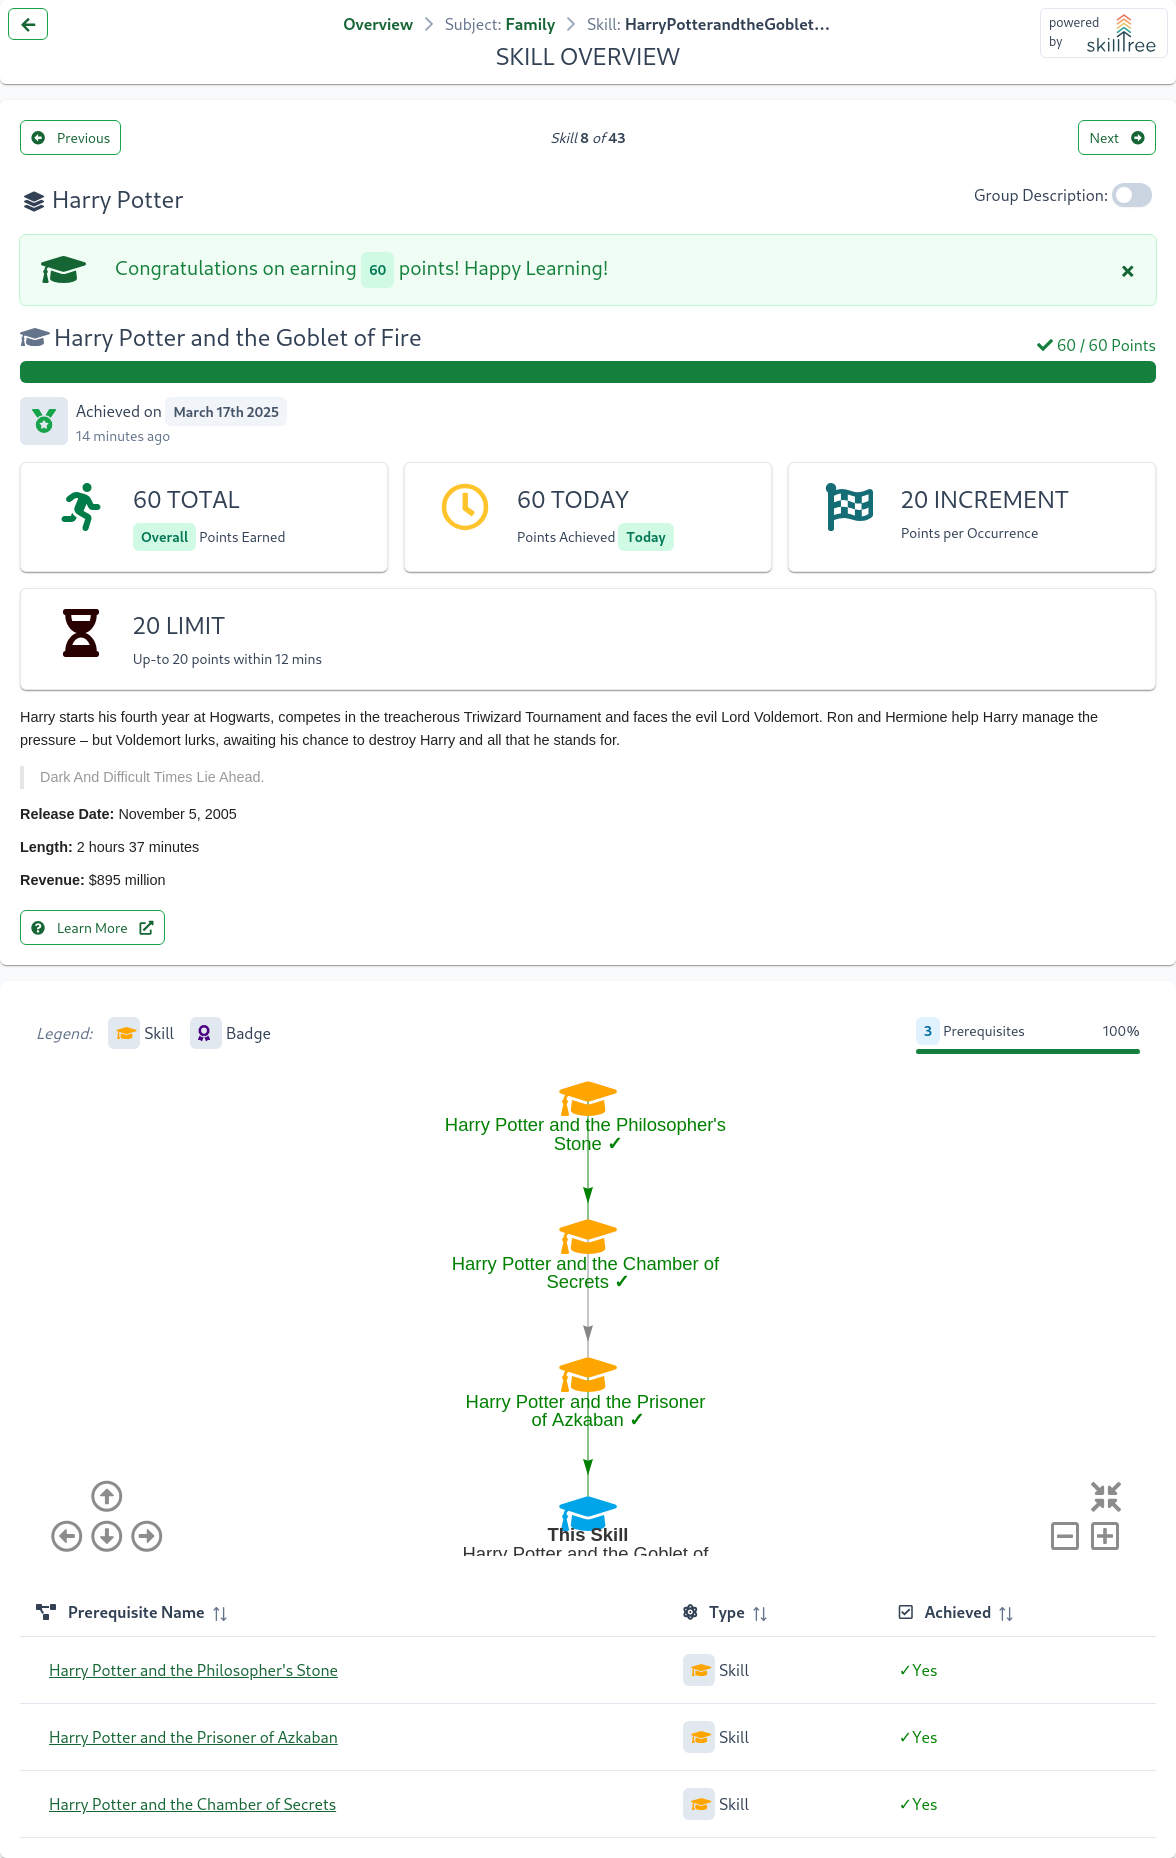 Overview > Subject: Family > Skill: HarryPotterandtheGoblet...
SKILL OVERVIEW
powered
by
skilltree
Previous
Skill 8 of 43
Next
Harry Potter
Group Description:
Congratulations on earning 60 points! Happy Learning!
Harry Potter and the Goblet of Fire
✓ 60 / 60 Points
Achieved on March 17th 2025
14 minutes ago
60 TOTAL
Overall Points Earned
60 TODAY
Points Achieved Today
20 INCREMENT
Points per Occurrence
20 LIMIT
Up-to 20 points within 12 mins
Harry starts his fourth year at Hogwarts, competes in the treacherous Triwizard Tournament and faces the evil Lord Voldemort. Ron and Hermione help Harry manage the
pressure – but Voldemort lurks, awaiting his chance to destroy Harry and all that he stands for.
Dark And Difficult Times Lie Ahead.
Release Date: November 5, 2005
Length: 2 hours 37 minutes
Revenue: $895 million
Learn More
Legend: Skill Badge
3 Prerequisites 100%
Harry Potter and the Philosopher's
Stone ✓
Harry Potter and the Chamber of
Secrets ✓
Harry Potter and the Prisoner
of Azkaban ✓
This Skill
Harry Potter and the Goblet of
Prerequisite Name Type Achieved
Harry Potter and the Philosopher's Stone Skill ✓Yes
Harry Potter and the Prisoner of Azkaban Skill ✓Yes
Harry Potter and the Chamber of Secrets Skill ✓Yes